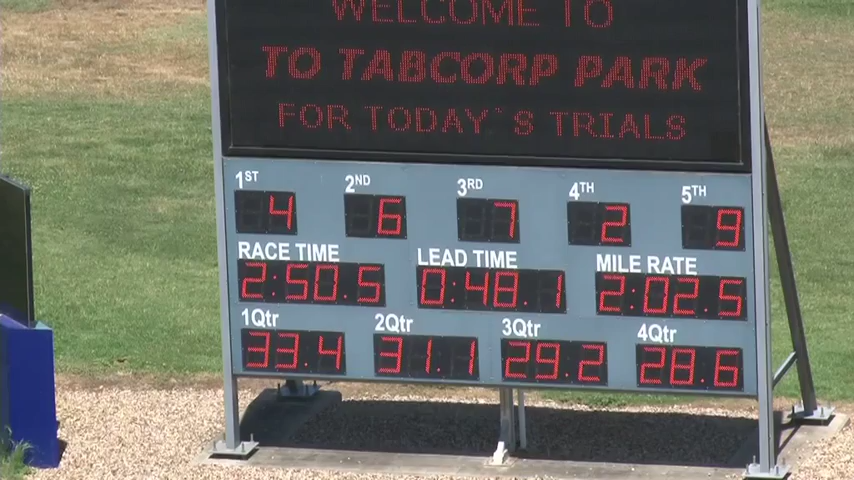 WELCOME TO
TO TABCORP PARK
FOR TODAY'S TRIALS
1ST 2ND 3RD 4TH 5TH
4 6 7 2 9
RACE TIME LEAD TIME MILE RATE
2:50.5 0:48.1 2:02.5
1Qtr 2Qtr 3Qtr 4Qtr
33.4 31.1 29.2 28.6